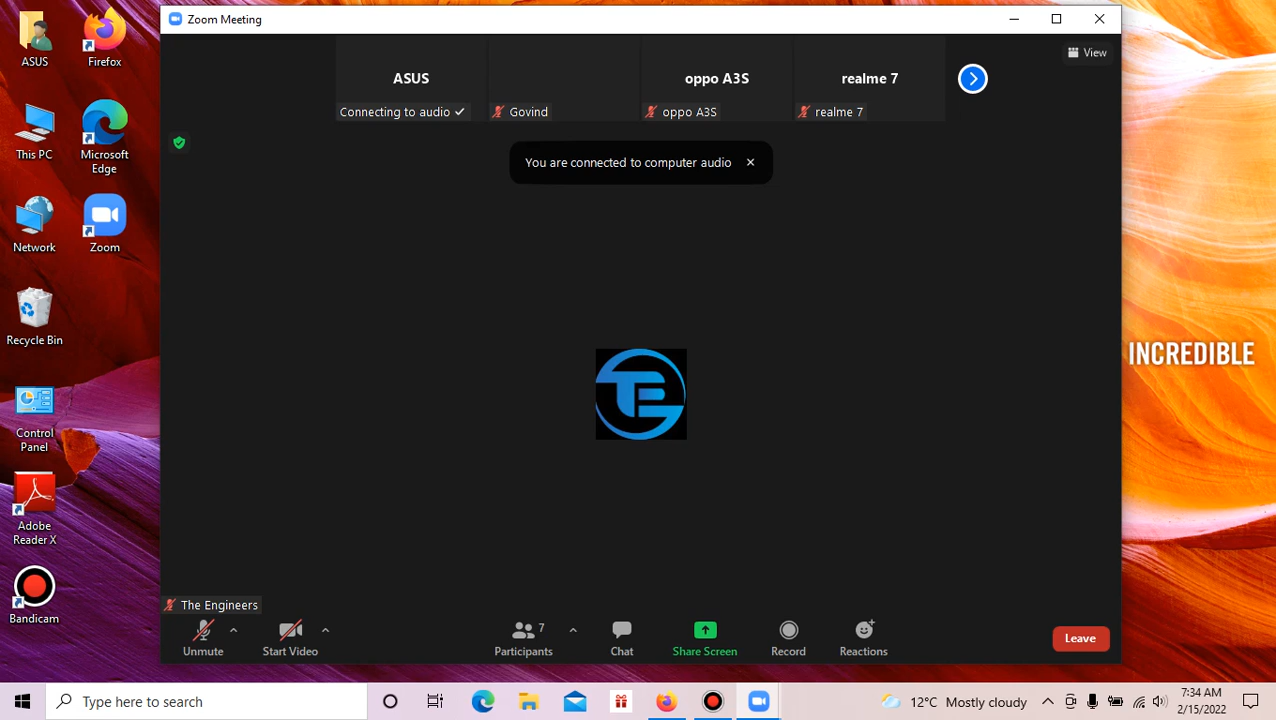 Zoom Meeting
View
ASUS
oppo A3S
realme 7
Connecting to audio
Govind
oppo A3S
realme 7
You are connected to computer audio
INCREDIBLE
TE
The Engineers
Unmute
Start Video
Participants
7
Chat
Share Screen
Record
Reactions
Leave
ASUS
Firefox
This PC
Microsoft
Edge
Network
Zoom
Recycle Bin
Control
Panel
Adobe
Reader X
Bandicam
Type here to search
12°C Mostly cloudy
7:34 AM
2/15/2022